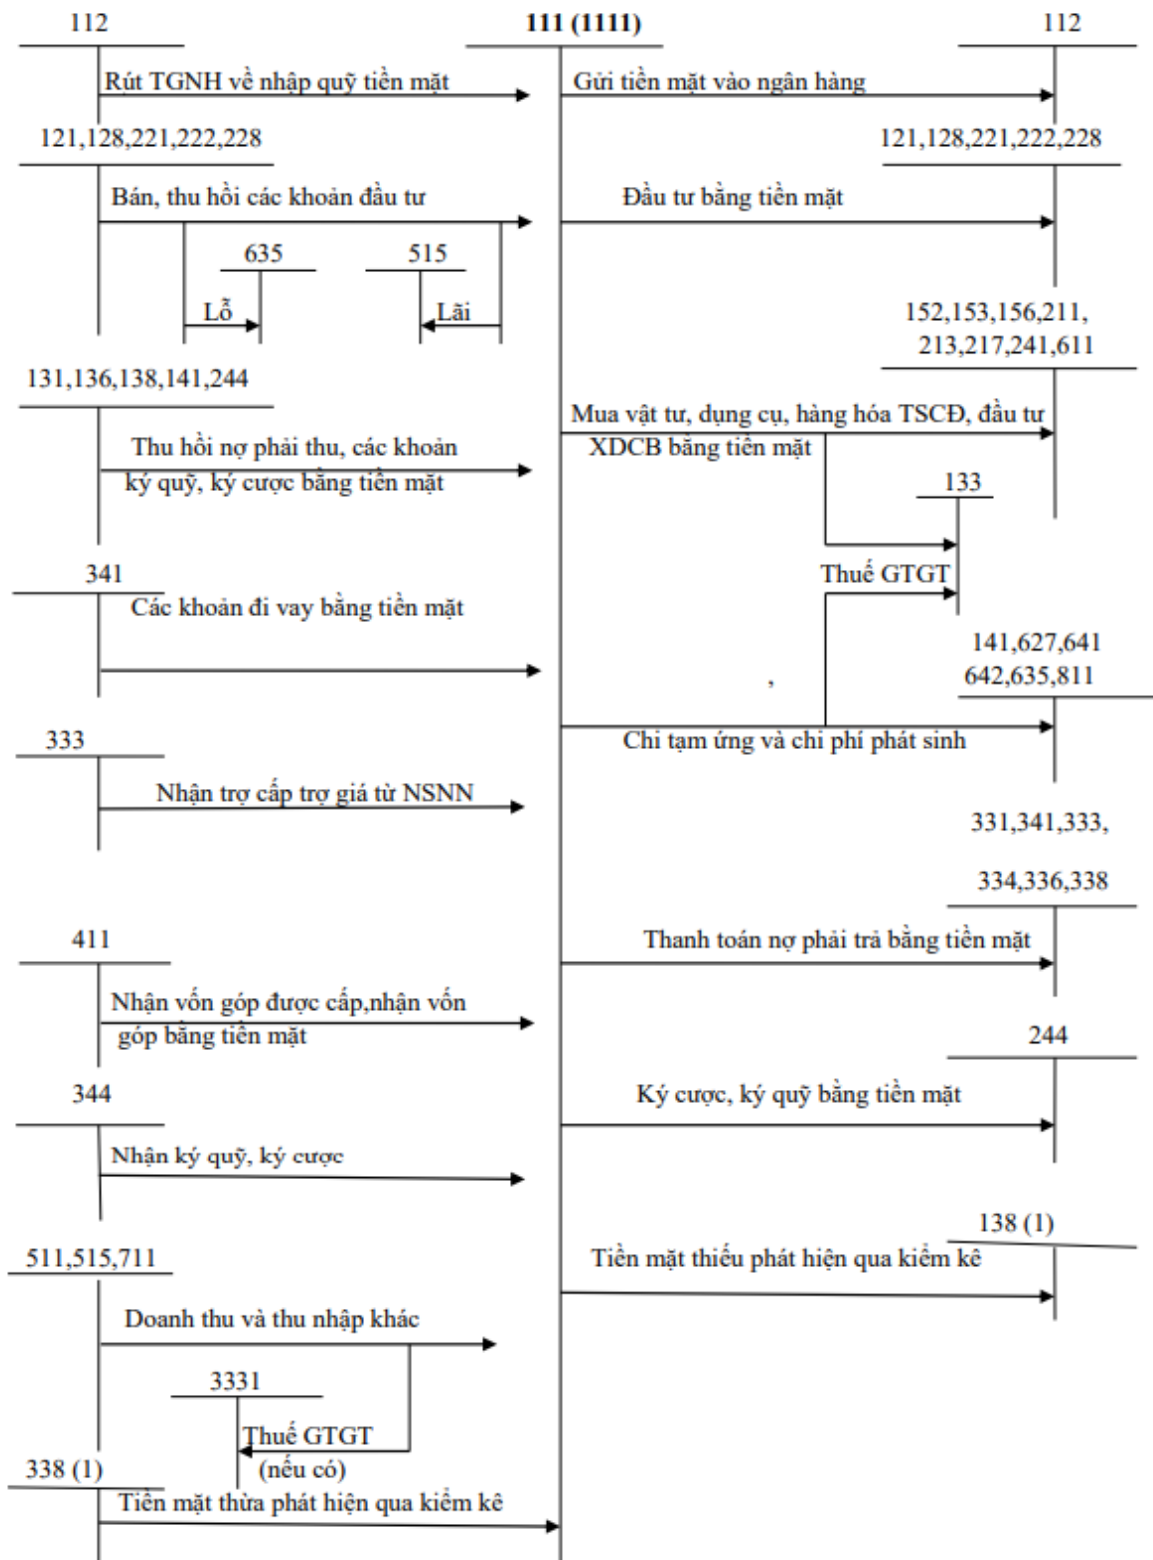 112
111 (1111)
112
Rút TGNH về nhập quỹ tiền mặt
Gửi tiền mặt vào ngân hàng
121,128,221,222,228
121,128,221,222,228
Bán, thu hồi các khoản đầu tư
Đầu tư bằng tiền mặt
635
515
Lỗ
Lãi
152,153,156,211,
213,217,241,611
131,136,138,141,244
Mua vật tư, dụng cụ, hàng hóa TSCĐ, đầu tư
XDCB bằng tiền mặt
Thu hồi nợ phải thu, các khoản
ký quỹ, ký cược bằng tiền mặt
133
Thuế GTGT
341
Các khoản đi vay bằng tiền mặt
141,627,641
642,635,811
,
Chi tạm ứng và chi phí phát sinh
333
Nhận trợ cấp trợ giá từ NSNN
331,341,333,
334,336,338
411
Thanh toán nợ phải trả bằng tiền mặt
Nhận vốn góp được cấp,nhận vốn
góp bằng tiền mặt
244
344
Ký cược, ký quỹ bằng tiền mặt
Nhận ký quỹ, ký cược
138 (1)
511,515,711
Tiền mặt thiếu phát hiện qua kiểm kê
Doanh thu và thu nhập khác
3331
Thuế GTGT
(nếu có)
338 (1)
Tiền mặt thừa phát hiện qua kiểm kê